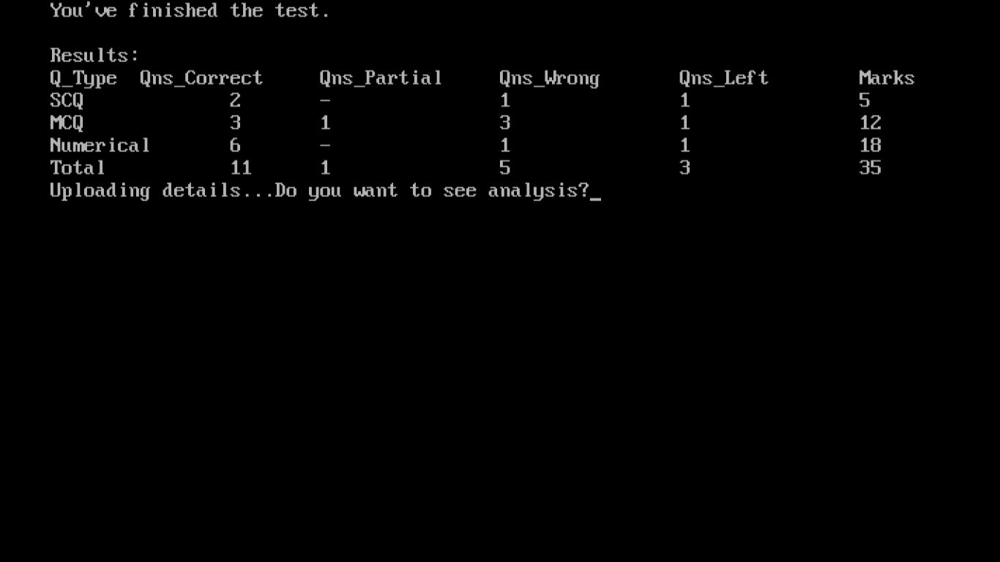 You've finished the test.
Results:
Q_Type Qns_Correct Qns_Partial Qns_Wrong Qns_Left Marks
SCQ 2 - 1 1 5
MCQ 3 1 3 1 12
Numerical 6 - 1 1 18
Total 11 1 5 3 35
Uploading details...Do you want to see analysis?_